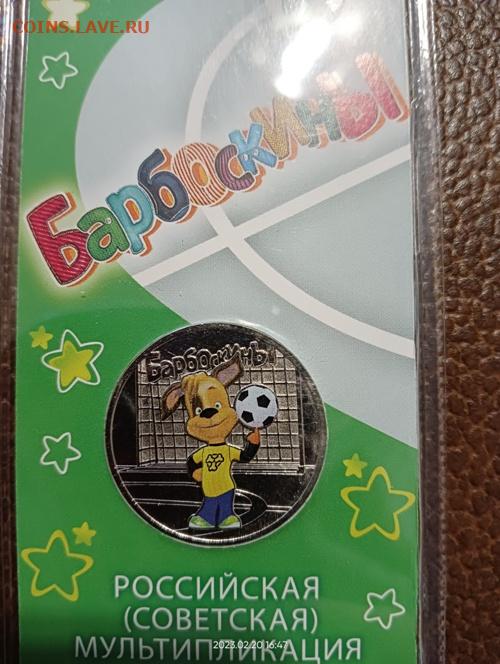 COINS.LAVE.RU
Барбоскины
Барбоскины
РОССИЙСКАЯ
(СОВЕТСКАЯ)
МУЛЬТИПЛИКАЦИЯ
2023.02.20 16:47